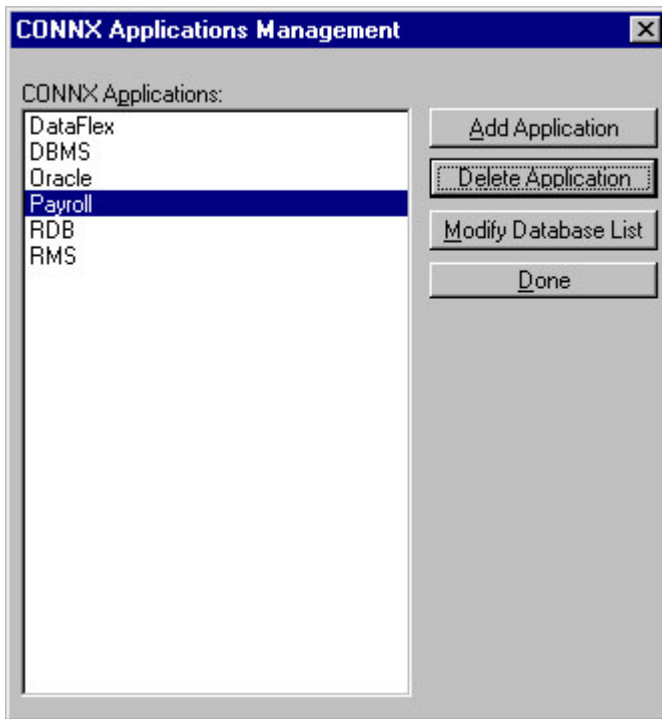 CONNX Applications Management
CONNX Applications:
DataFlex
DBMS
Oracle
Payroll
RDB
RMS
Add Application
Delete Application
Modify Database List
Done